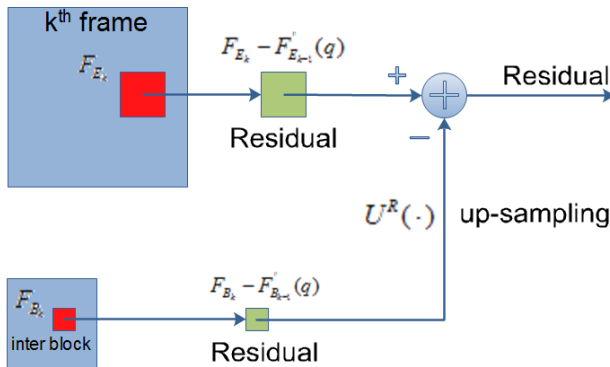 k^th frame
F_{E_k}
F_{E_k} − F^'_{E_{k-1}}(q)
+
Residual
Residual
−
U^R(·) up-sampling
F_{B_k}
F_{B_k} − F^'_{B_{k-1}}(q)
inter block
Residual